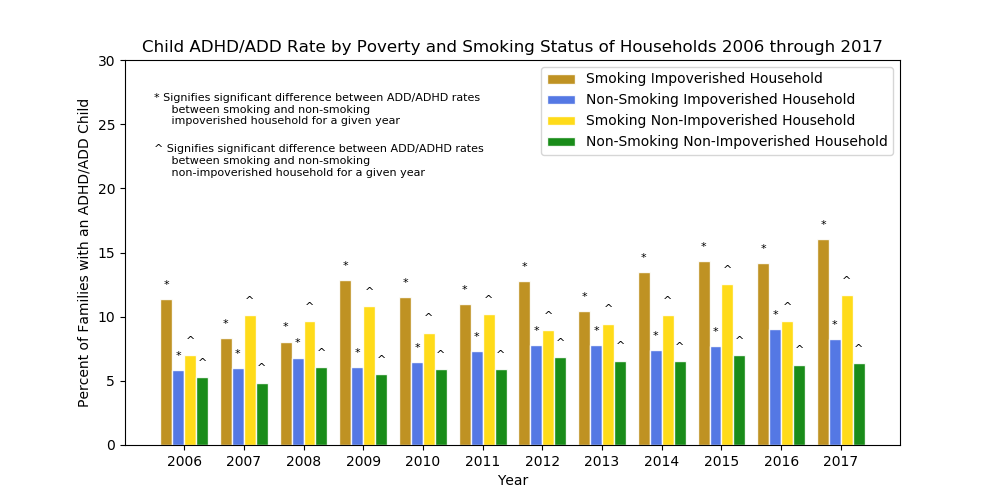 Child ADHD/ADD Rate by Poverty and Smoking Status of Households 2006 through 2017
Percent of Families with an ADHD/ADD Child
30
25
20
15
10
5
0
* Signifies significant difference between ADD/ADHD rates
between smoking and non-smoking
impoverished household for a given year
^ Signifies significant difference between ADD/ADHD rates
between smoking and non-smoking
non-impoverished household for a given year
Smoking Impoverished Household
Non-Smoking Impoverished Household
Smoking Non-Impoverished Household
Non-Smoking Non-Impoverished Household
* * ^ ^ * * ^ ^ * * ^ ^ * * ^ ^ * * ^ ^ * * ^ ^ * * ^ ^ * * ^ ^ * * ^ ^ * * ^ ^ * * ^ ^ * * ^ ^
2006 2007 2008 2009 2010 2011 2012 2013 2014 2015 2016 2017
Year